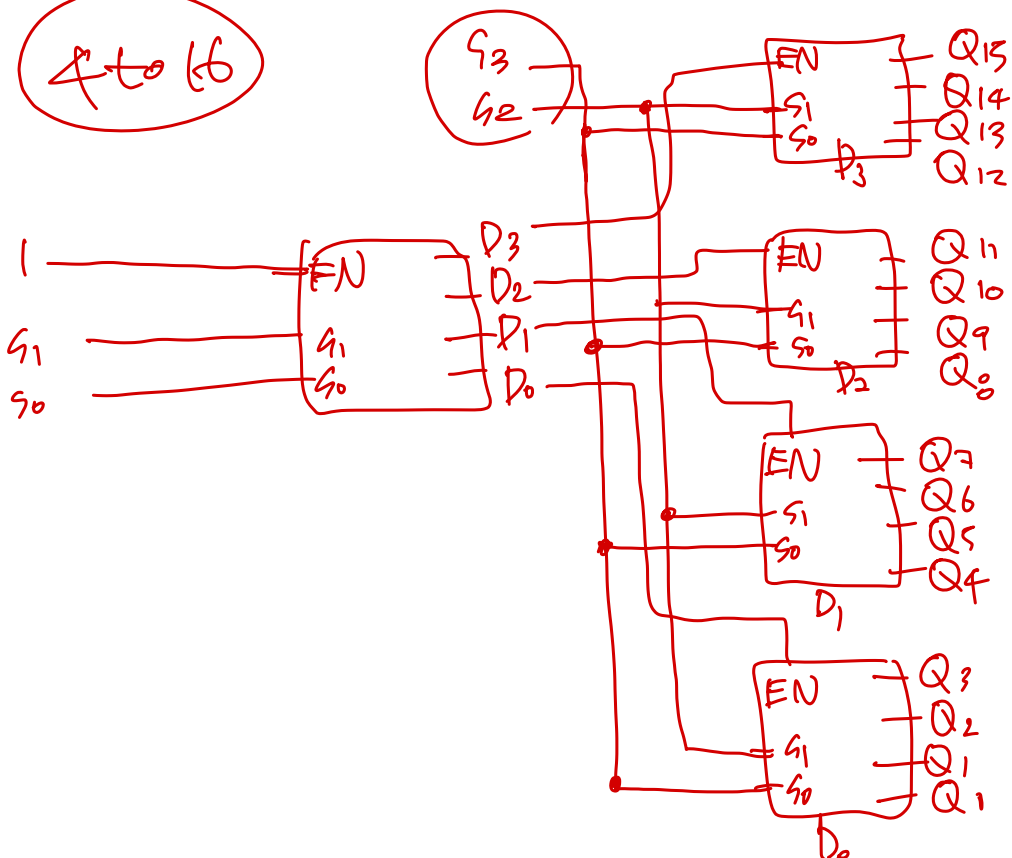 4 to 16
S3
S2
EN
S1
S0
D3
Q15
Q14
Q13
Q12
1
S1
S0
EN
S1
S0
D3
D2
D1
D0
EN
S1
S0
D2
Q11
Q10
Q9
Q8
EN
S1
S0
D1
Q7
Q6
Q5
Q4
EN
S1
S0
D0
Q3
Q2
Q1
Q1